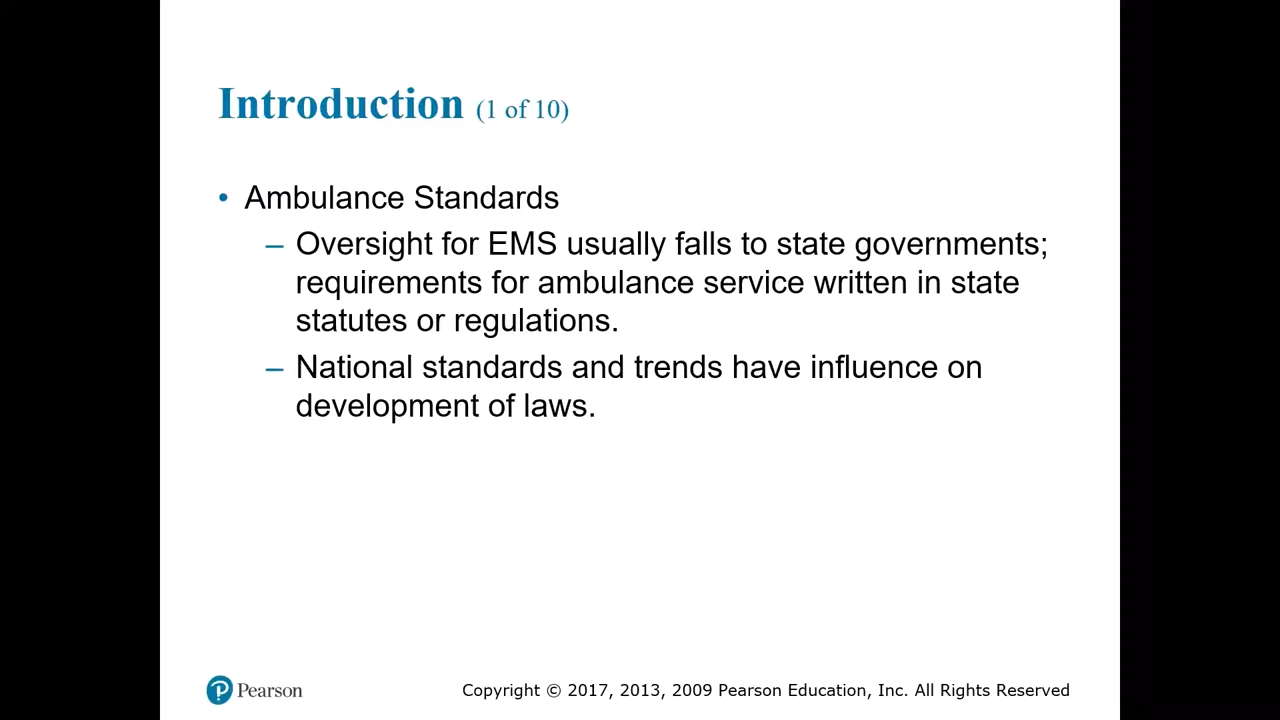 Introduction (1 of 10)
• Ambulance Standards
– Oversight for EMS usually falls to state governments;
requirements for ambulance service written in state
statutes or regulations.
– National standards and trends have influence on
development of laws.
Pearson
Copyright © 2017, 2013, 2009 Pearson Education, Inc. All Rights Reserved